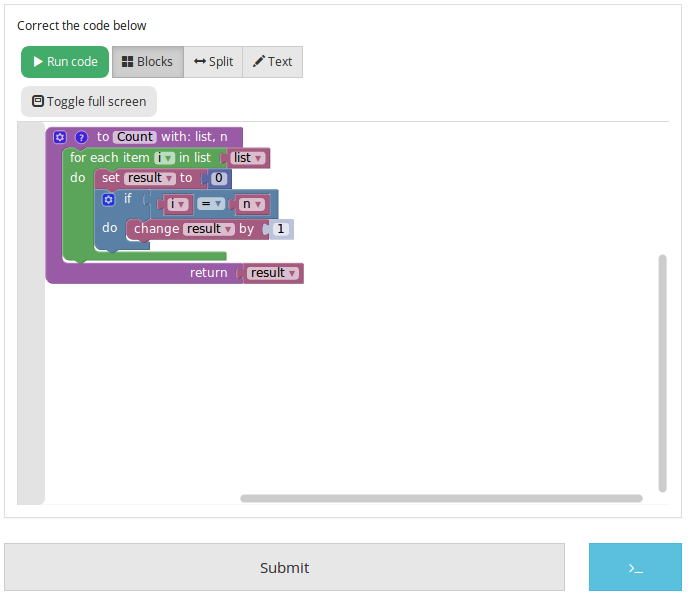 Correct the code below
Run code Blocks Split Text
Toggle full screen
to Count with: list, n
for each item i in list list
do set result to 0
if i = n
do change result by 1
return result
Submit >_